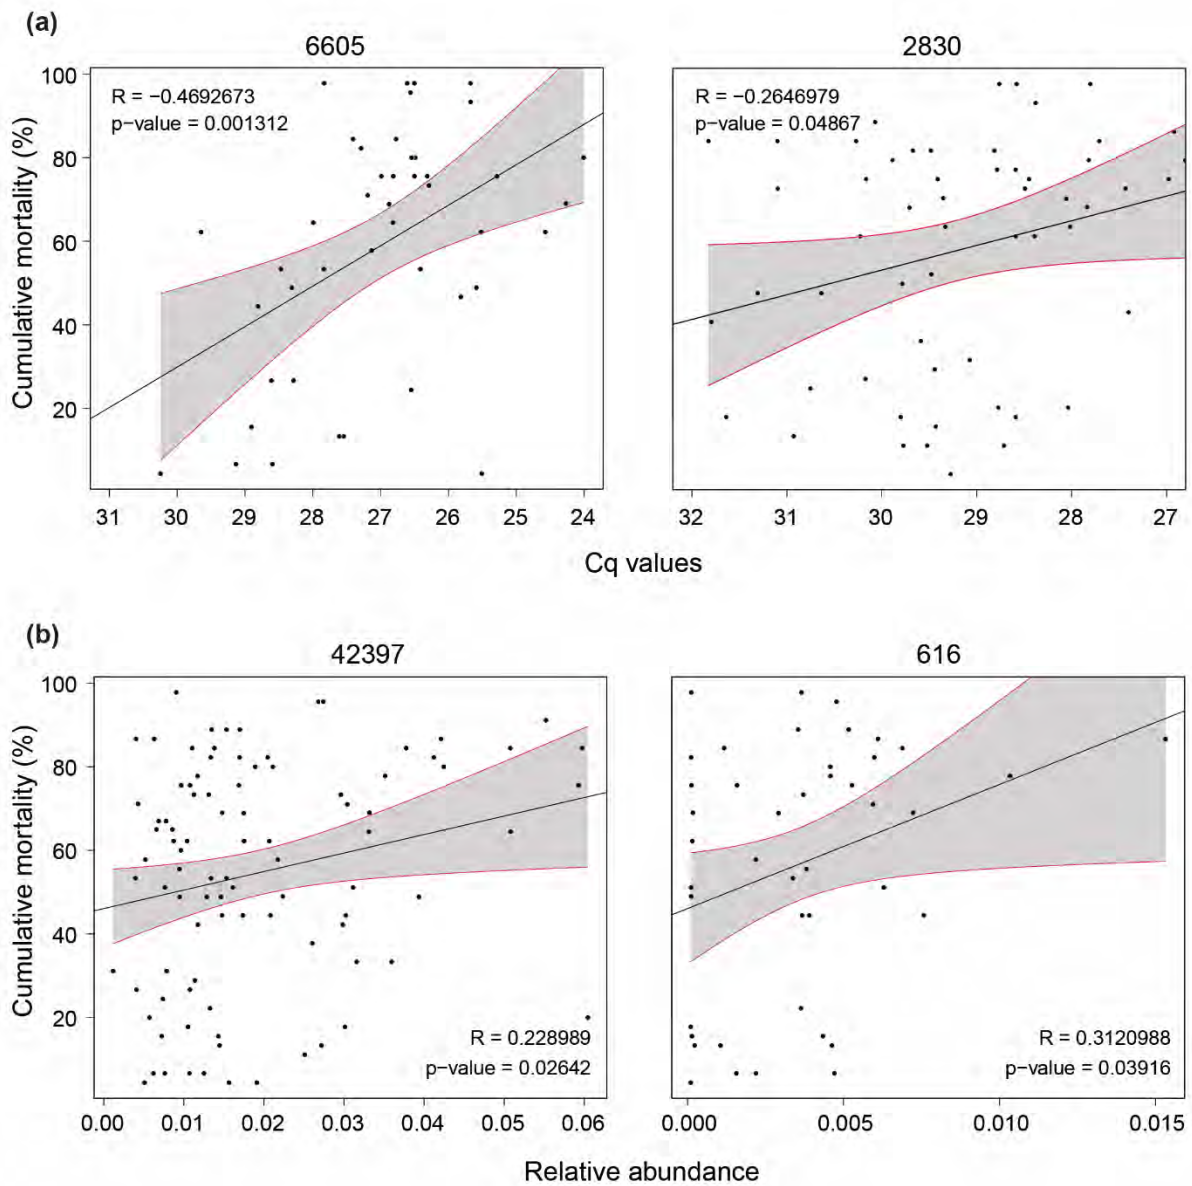 (a)
6605
2830
Cumulative mortality (%)
100
80
60
40
20
R = −0.4692673
p−value = 0.001312
R = −0.2646979
p−value = 0.04867
31 30 29 28 27 26 25 24
32 31 30 29 28 27
Cq values
(b)
42397
616
Cumulative mortality (%)
100
80
60
40
20
R = 0.228989
p−value = 0.02642
R = 0.3120988
p−value = 0.03916
0.00 0.01 0.02 0.03 0.04 0.05 0.06
0.000 0.005 0.010 0.015
Relative abundance